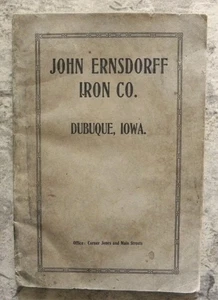 JOHN ERNSDORFF
IRON CO.
DUBUQUE, IOWA.
Office: Corner Jones and Main Streets